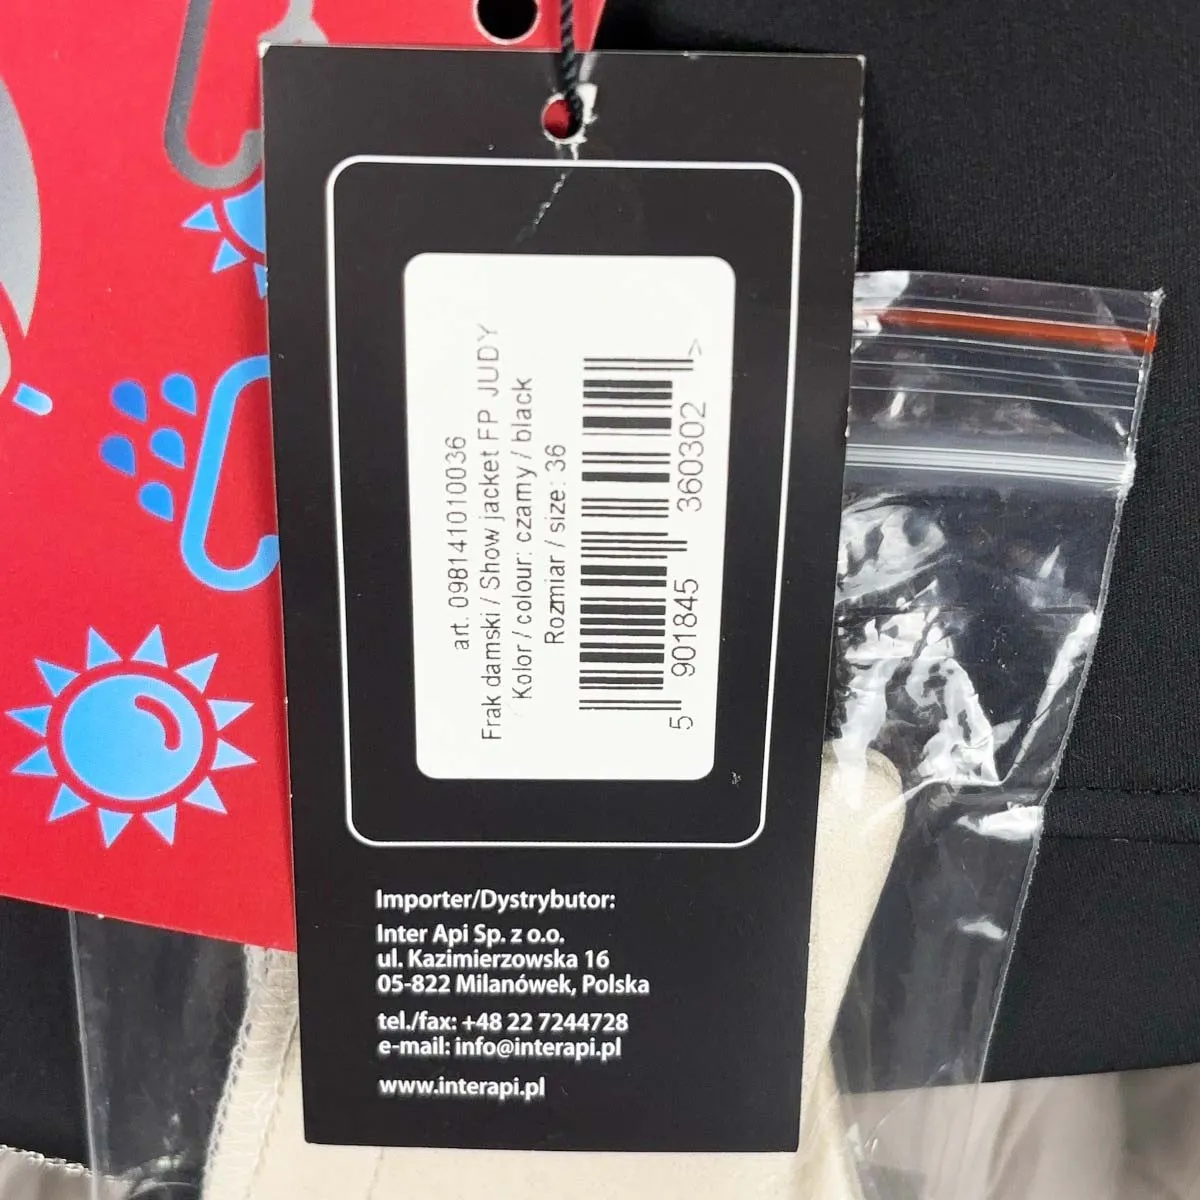 art. 098141010036
Frak damski / Show jacket FP JUDY
Kolor / colour: czarny / black
Rozmiar / size: 36
5 901845 360302 >
Importer/Dystrybutor:
Inter Api Sp. z o.o.
ul. Kazimierzowska 16
05-822 Milanówek, Polska
tel./fax: +48 22 7244728
e-mail: info@interapi.pl
www.interapi.pl